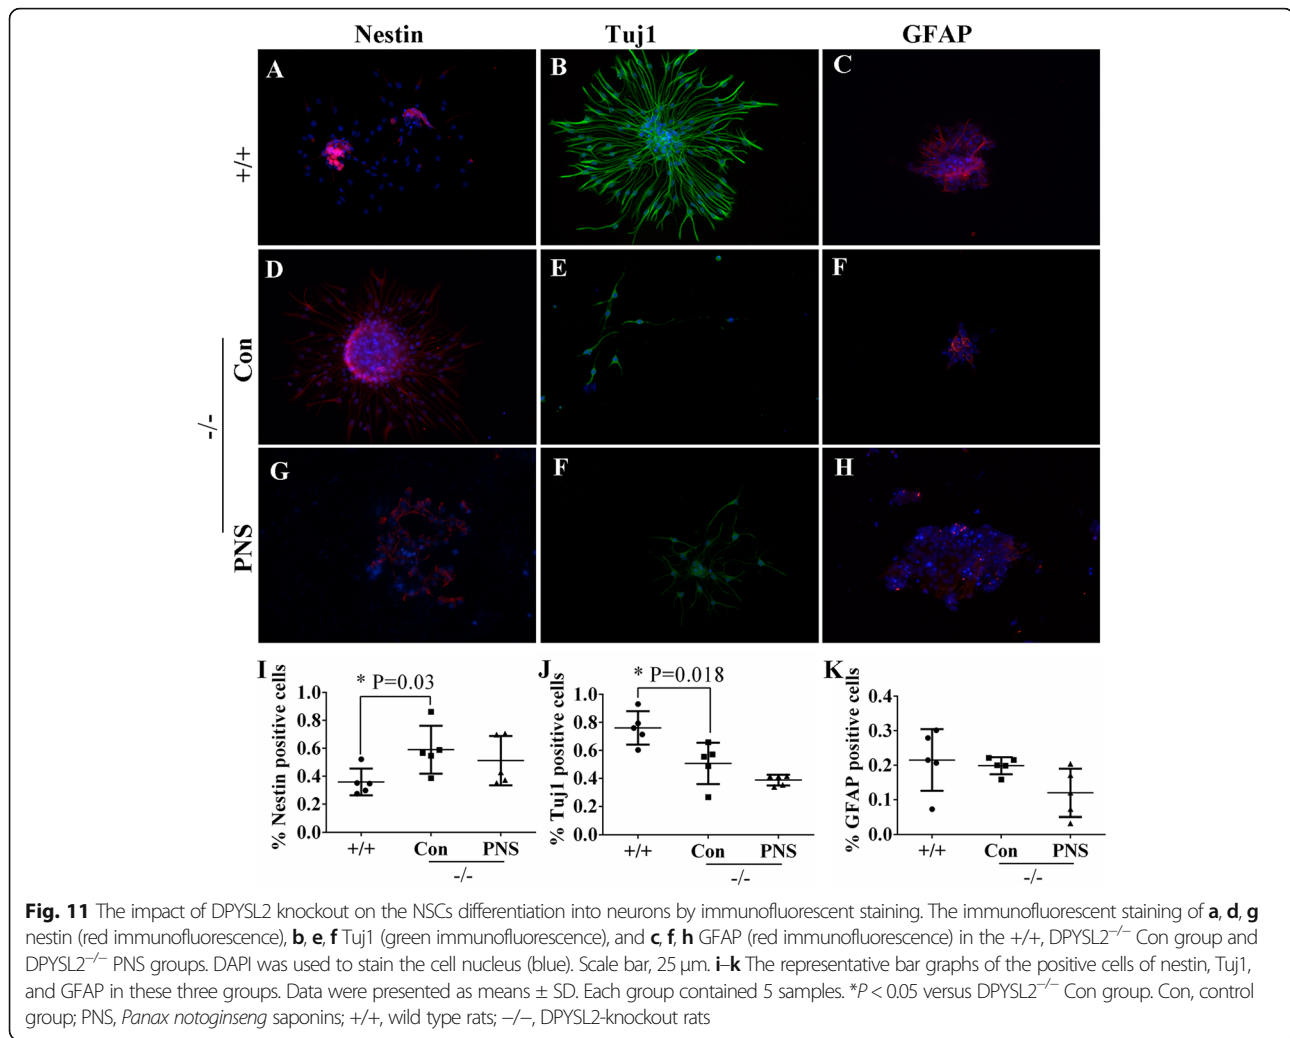 Nestin Tuj1 GFAP
+/+
A B C
-/-
Con
D E F
PNS
G F H
I
* P=0.03
% Nestin positive cells
1.0
0.8
0.6
0.4
0.2
0.0
+/+ Con PNS
-/-
J
* P=0.018
% Tuj1 positive cells
1.0
0.8
0.6
0.4
0.2
0.0
+/+ Con PNS
-/-
K
% GFAP positive cells
0.4
0.3
0.2
0.1
0.0
+/+ Con PNS
-/-
Fig. 11 The impact of DPYSL2 knockout on the NSCs differentiation into neurons by immunofluorescent staining. The immunofluorescent staining of a, d, g
nestin (red immunofluorescence), b, e, f Tuj1 (green immunofluorescence), and c, f, h GFAP (red immunofluorescence) in the +/+, DPYSL2−/− Con group and
DPYSL2−/− PNS groups. DAPI was used to stain the cell nucleus (blue). Scale bar, 25 μm. i–k The representative bar graphs of the positive cells of nestin, Tuj1,
and GFAP in these three groups. Data were presented as means ± SD. Each group contained 5 samples. *P < 0.05 versus DPYSL2−/− Con group. Con, control
group; PNS, Panax notoginseng saponins; +/+, wild type rats; −/−, DPYSL2-knockout rats